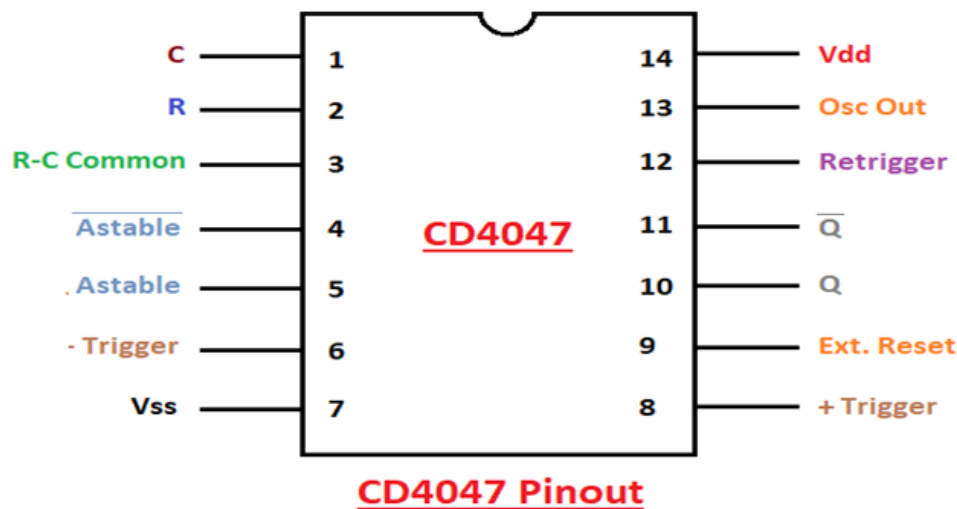 C 1 14 Vdd
R 2 13 Osc Out
R-C Common 3 12 Retrigger
A̅s̅t̅a̅b̅l̅e̅ 4 CD4047 11 Q̅
. Astable 5 10 Q
- Trigger 6 9 Ext. Reset
Vss 7 8 + Trigger
CD4047 Pinout